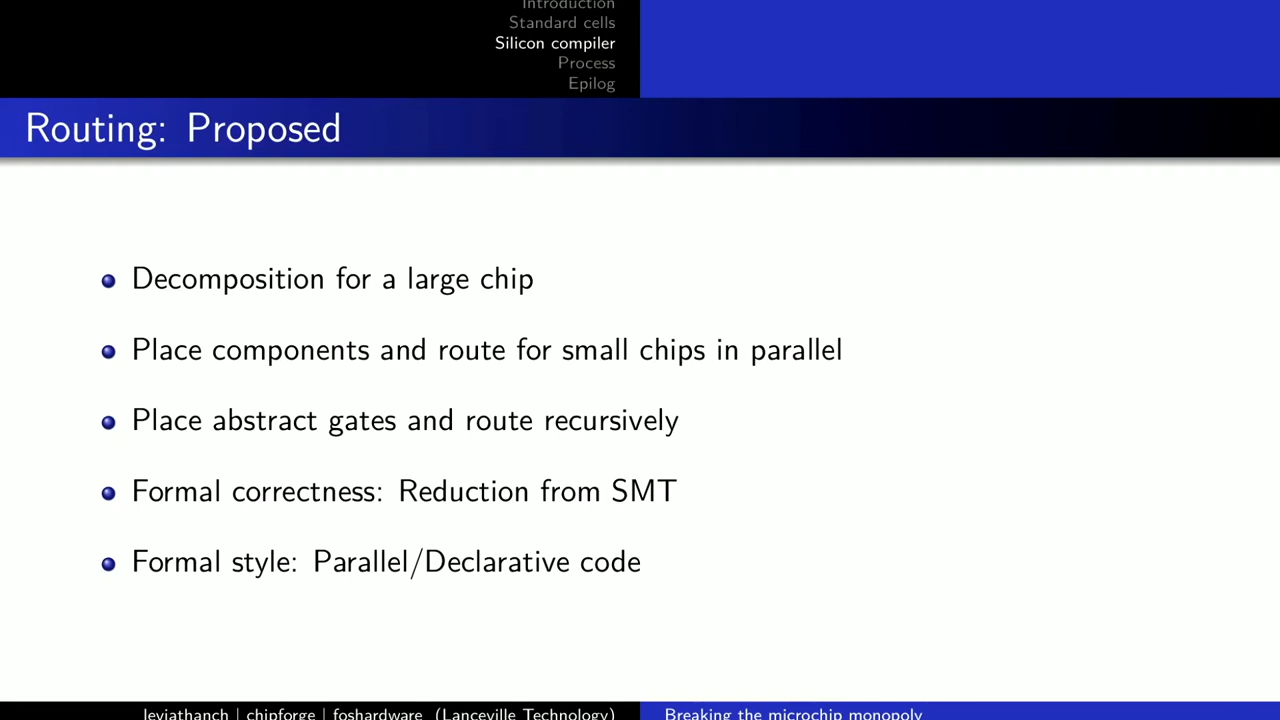 Introduction
Standard cells
Silicon compiler
Process
Epilog
Routing: Proposed
Decomposition for a large chip
Place components and route for small chips in parallel
Place abstract gates and route recursively
Formal correctness: Reduction from SMT
Formal style: Parallel/Declarative code
leviathanch | chipforge | foshardware (Lanceville Technology)
Breaking the microchip monopoly